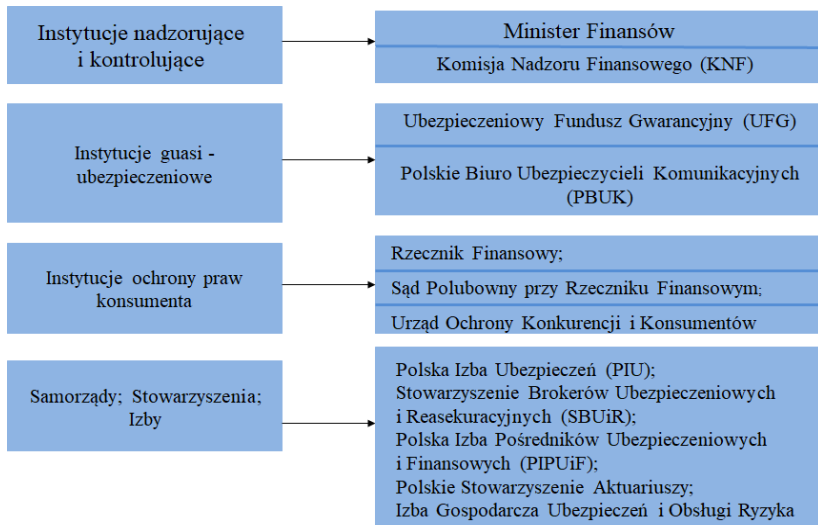 Instytucje nadzorujące
i kontrolujące
Minister Finansów
Komisja Nadzoru Finansowego (KNF)
Instytucje guasi -
ubezpieczeniowe
Ubezpieczeniowy Fundusz Gwarancyjny (UFG)
Polskie Biuro Ubezpieczycieli Komunikacyjnych
(PBUK)
Instytucje ochrony praw
konsumenta
Rzecznik Finansowy;
Sąd Polubowny przy Rzeczniku Finansowym;
Urząd Ochrony Konkurencji i Konsumentów
Samorządy; Stowarzyszenia;
Izby
Polska Izba Ubezpieczeń (PIU);
Stowarzyszenie Brokerów Ubezpieczeniowych
i Reasekuracyjnych (SBUiR);
Polska Izba Pośredników Ubezpieczeniowych
i Finansowych (PIPUiF);
Polskie Stowarzyszenie Aktuariuszy;
Izba Gospodarcza Ubezpieczeń i Obsługi Ryzyka